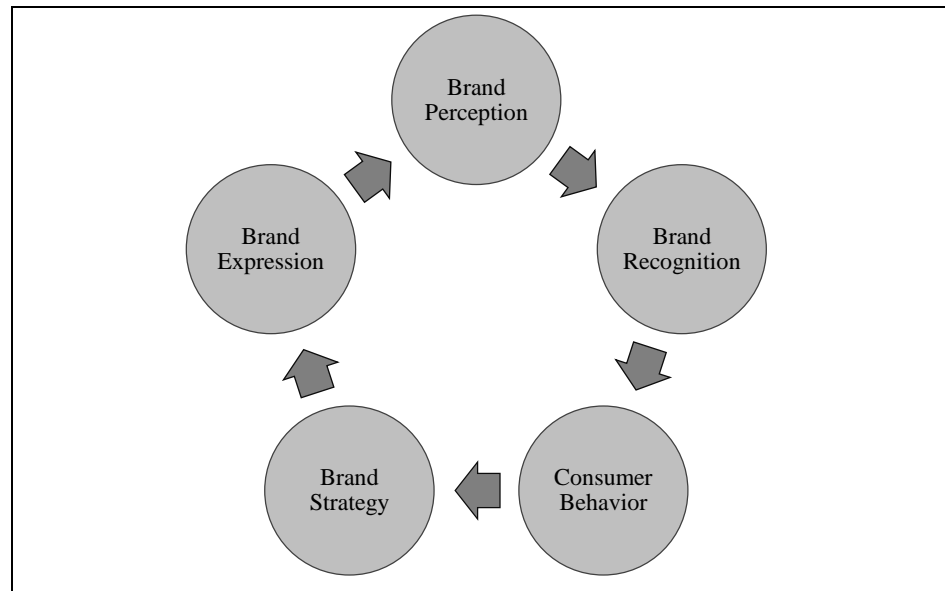 Brand
Perception
Brand
Recognition
Consumer
Behavior
Brand
Strategy
Brand
Expression